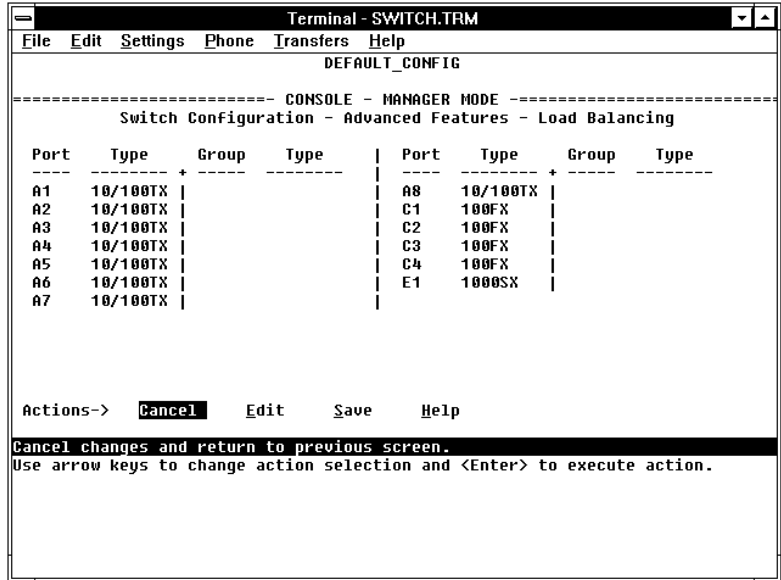 Terminal - SWITCH.TRM
File Edit Settings Phone Transfers Help
DEFAULT_CONFIG
==========================- CONSOLE - MANAGER MODE -===========================
Switch Configuration - Advanced Features - Load Balancing
Port Type Group Type | Port Type Group Type
---- -------- + ----- -------- | ---- -------- + ----- --------
A1 10/100TX | | A8 10/100TX |
A2 10/100TX | | C1 100FX |
A3 10/100TX | | C2 100FX |
A4 10/100TX | | C3 100FX |
A5 10/100TX | | C4 100FX |
A6 10/100TX | | E1 1000SX |
A7 10/100TX | |
Actions-> Cancel Edit Save Help
Cancel changes and return to previous screen.
Use arrow keys to change action selection and <Enter> to execute action.